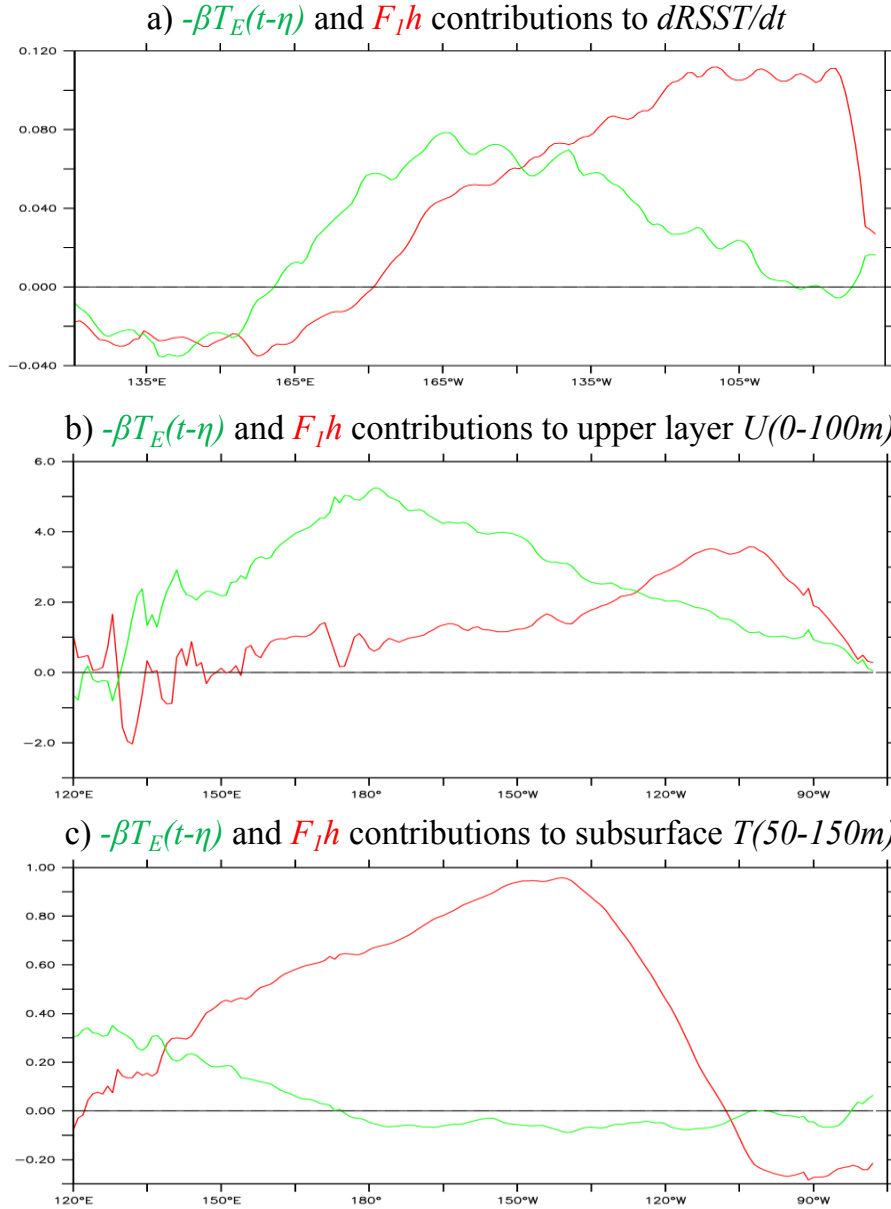 a) -βT_E(t-η) and F_1h contributions to dRSST/dt
0.120
0.080
0.040
0.000
−0.040
135°E 165°E 165°W 135°W 105°W
b) -βT_E(t-η) and F_1h contributions to upper layer U(0-100m)
6.0
4.0
2.0
0.0
−2.0
120°E 150°E 180° 150°W 120°W 90°W
c) -βT_E(t-η) and F_1h contributions to subsurface T(50-150m)
1.00
0.80
0.60
0.40
0.20
0.00
−0.20
120°E 150°E 180° 150°W 120°W 90°W